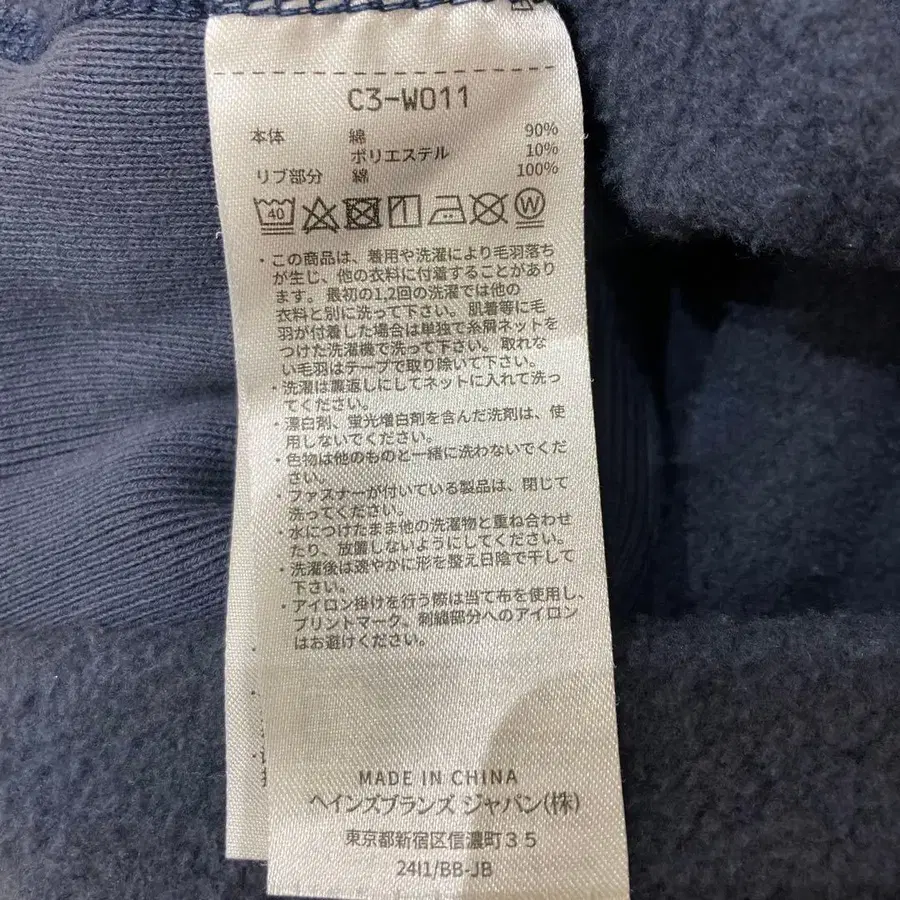 C3-W011
本体 綿 90%
ポリエステル 10%
リブ部分 綿 100%
40 W
・この商品は、着用や洗濯により毛羽落ち
が生じ、他の衣料に付着することがあり
ます。最初の1,2回の洗濯では他の
衣料と別に洗って下さい。肌着等に毛
羽が付着した場合は単独で糸屑ネットを
つけた洗濯機で洗って下さい。取れな
い毛羽はテープで取り除いて下さい。
・洗濯は裏返しにしてネットに入れて洗っ
てください。
・漂白剤、蛍光増白剤を含んだ洗剤は、使
用しないでください。
・色物は他のものと一緒に洗わないでくだ
さい。
・ファスナーが付いている製品は、閉じて
洗ってください。
・水につけたまま他の洗濯物と重ね合わせ
たり、放置しないようにしてください。
・洗濯後は速やかに形を整え日陰で干して
下さい。
・アイロン掛けを行う際は当て布を使用し、
プリントマーク、刺繍部分へのアイロン
はお避けください。
MADE IN CHINA
ヘインズブランズ ジャパン(株)
東京都新宿区信濃町35
24I1/BB-JB